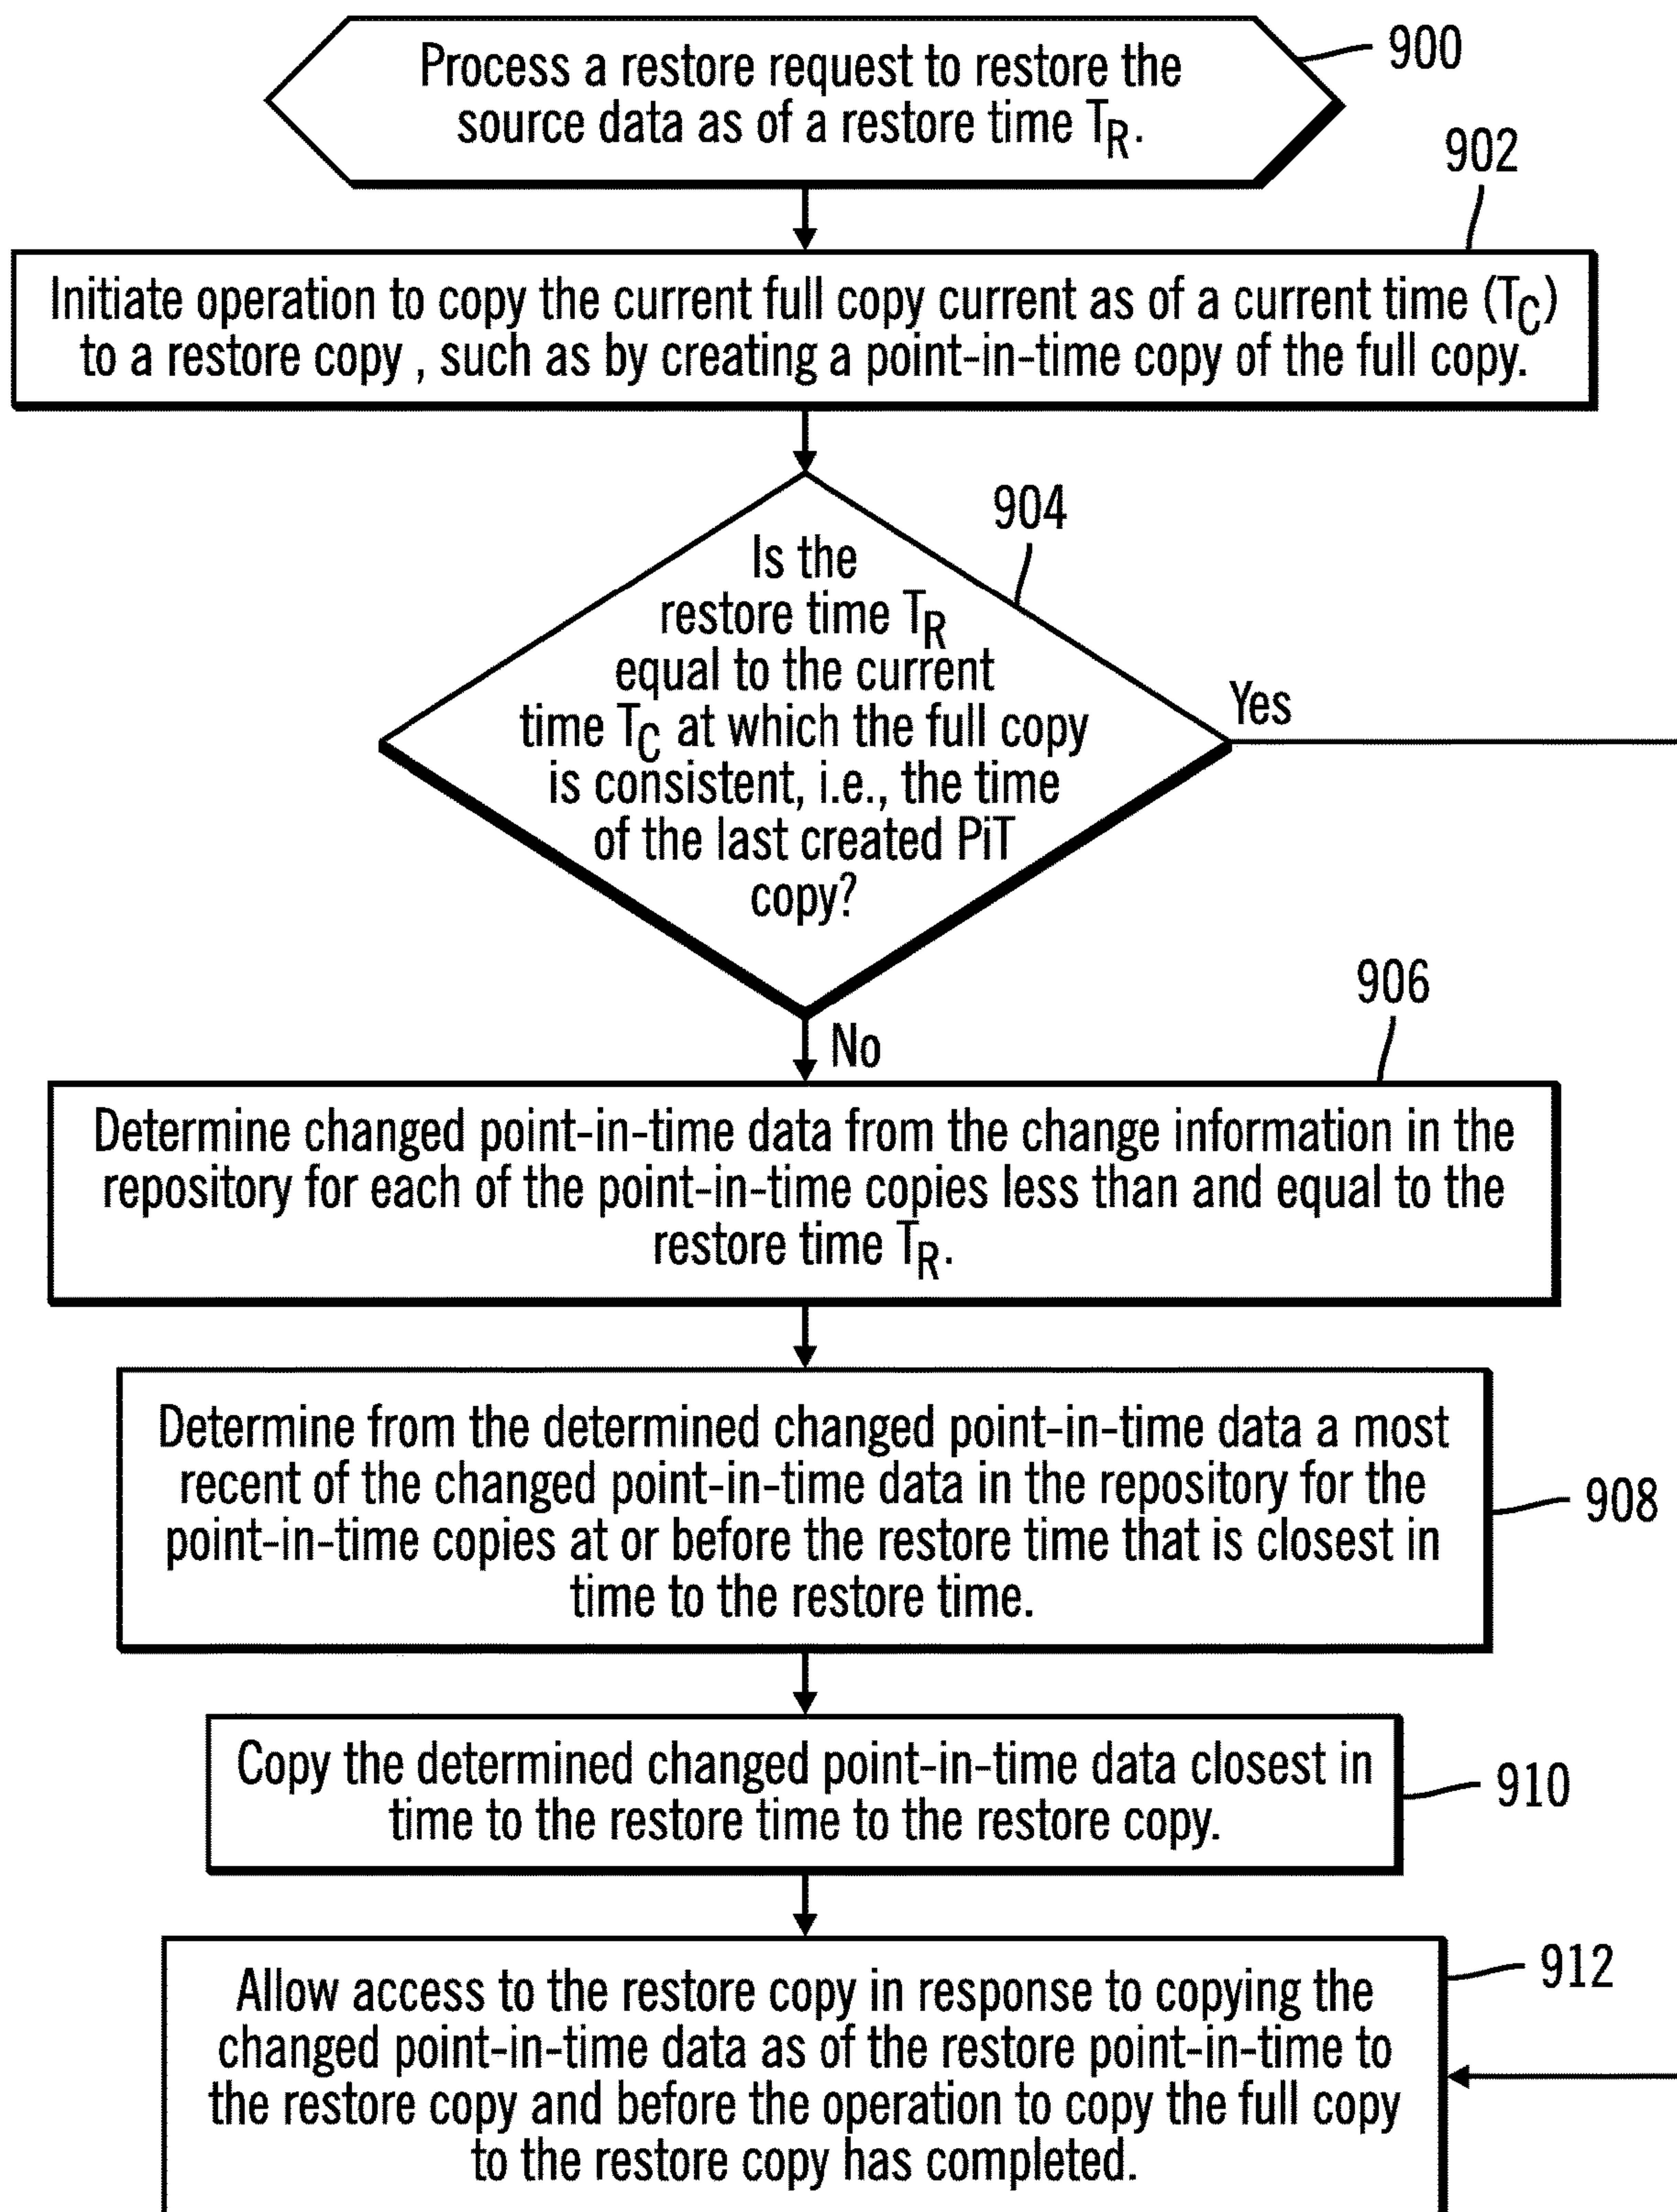 Process a restore request to restore the
source data as of a restore time TR.
900
902
Initiate operation to copy the current full copy current as of a current time (TC)
to a restore copy , such as by creating a point-in-time copy of the full copy.
904
Is the
restore time TR
equal to the current
time TC at which the full copy
is consistent, i.e., the time
of the last created PiT
copy?
Yes
No
906
Determine changed point-in-time data from the change information in the
repository for each of the point-in-time copies less than and equal to the
restore time TR.
Determine from the determined changed point-in-time data a most
recent of the changed point-in-time data in the repository for the
point-in-time copies at or before the restore time that is closest in
time to the restore time.
908
Copy the determined changed point-in-time data closest in
time to the restore time to the restore copy.
910
912
Allow access to the restore copy in response to copying the
changed point-in-time data as of the restore point-in-time to
the restore copy and before the operation to copy the full copy
to the restore copy has completed.